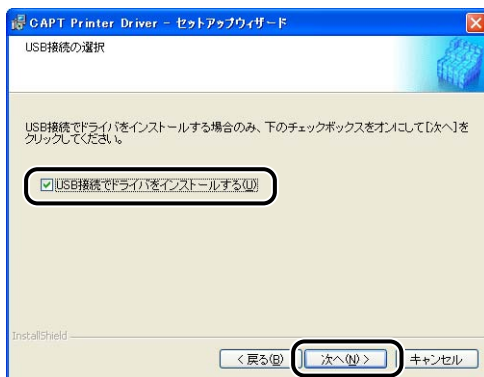 CAPT Printer Driver - セットアップウィザード
USB接続の選択
USB接続でドライバをインストールする場合のみ、下のチェックボックスをオンにして[次へ]を
クリックしてください。
USB接続でドライバをインストールする(U)
InstallShield
< 戻る(B)
次へ(N) >
キャンセル